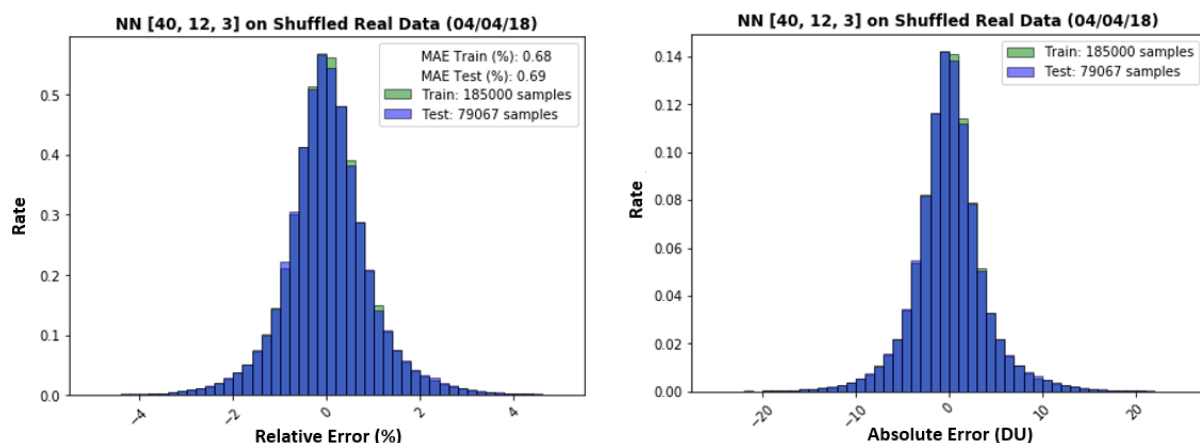 NN [40, 12, 3] on Shuffled Real Data (04/04/18)
MAE Train (%): 0.68
MAE Test (%): 0.69
Train: 185000 samples
Test: 79067 samples
0.5
0.4
0.3
0.2
0.1
0.0
Rate
−4
−2
0
2
4
Relative Error (%)
NN [40, 12, 3] on Shuffled Real Data (04/04/18)
Train: 185000 samples
Test: 79067 samples
0.14
0.12
0.10
0.08
0.06
0.04
0.02
0.00
Rate
−20
−10
0
10
20
Absolute Error (DU)